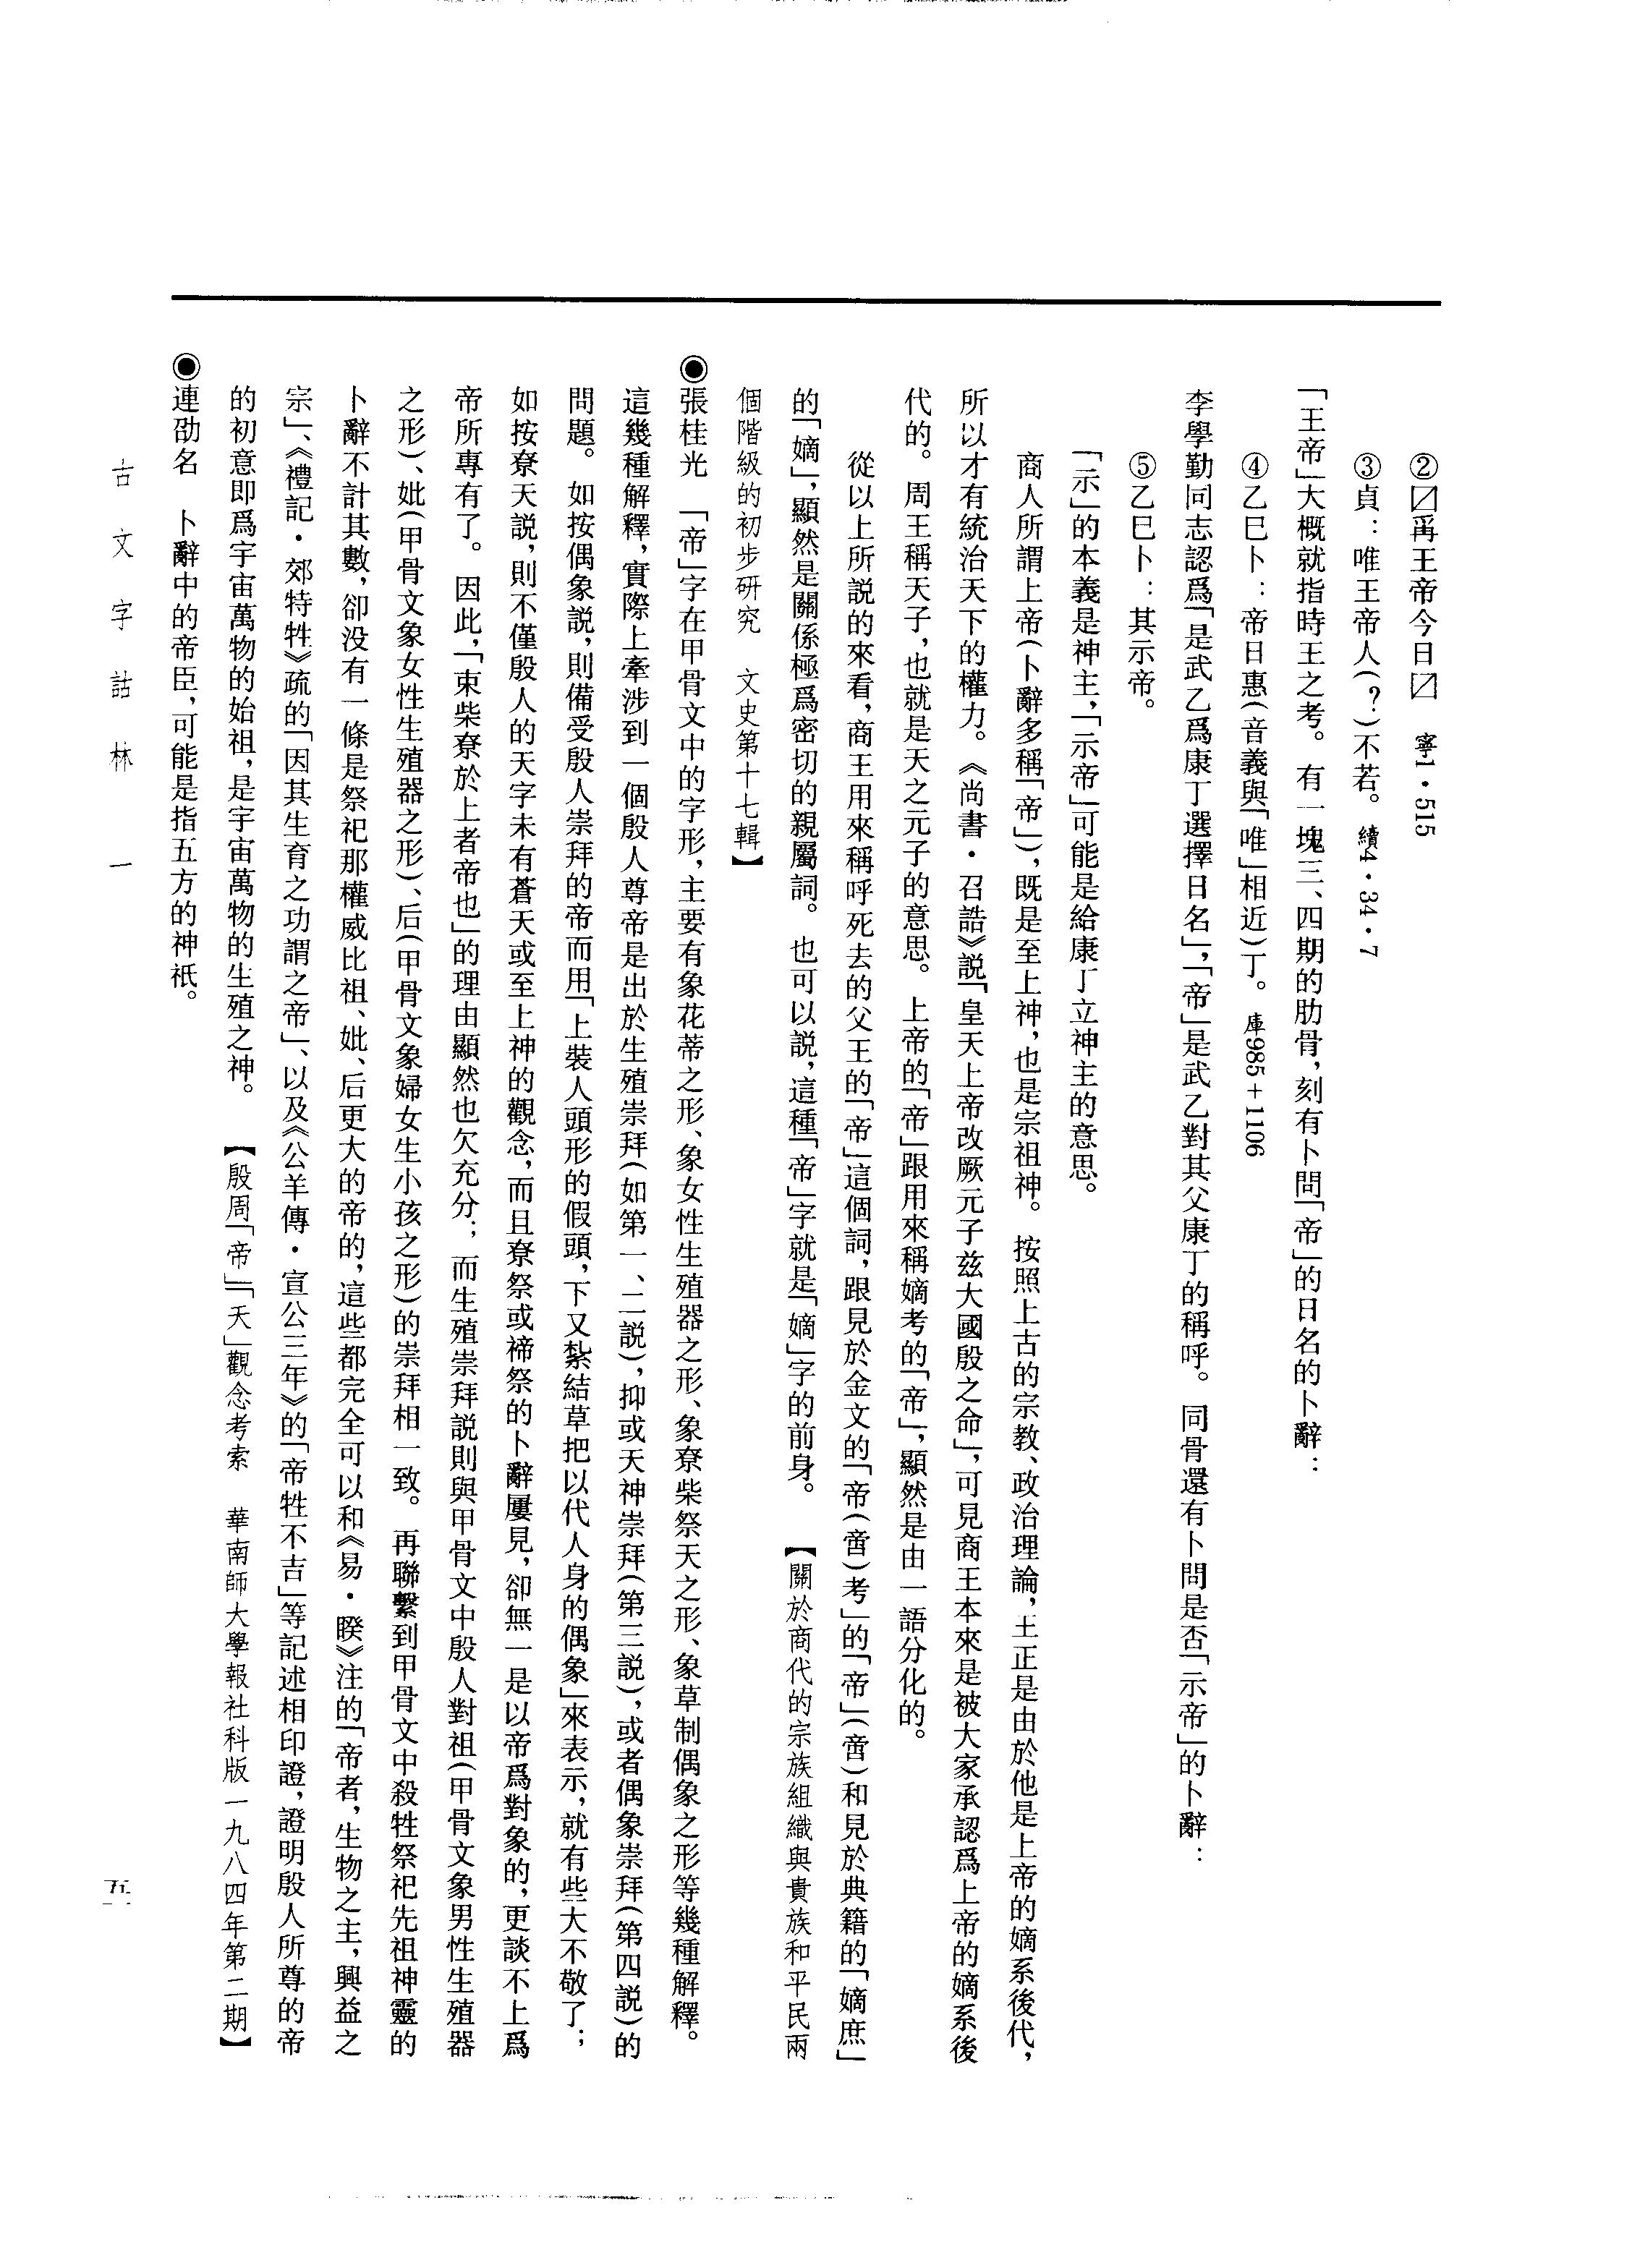 ②〼爯王帝今日〼　寧1・515
③貞：唯王帝人（？）不若。續4・34・7
「王帝」大概就指時王之考。有一塊三、四期的肋骨，刻有卜問「帝」的日名的卜辭：
④乙巳卜：帝日惠（音義與「唯」相近）丁。庫985＋1106
李學勤同志認爲「是武乙爲康丁選擇日名」，「帝」是武乙對其父康丁的稱呼。同骨還有卜問是否「示帝」的卜辭：
⑤乙巳卜：其示帝。
「示」的本義是神主，「示帝」可能是給康丁立神主的意思。
商人所謂上帝（卜辭多稱「帝」），既是至上神，也是宗祖神。按照上古的宗教、政治理論，王正是由於他是上帝的嫡系後代，
所以才有統治天下的權力。《尚書・召誥》説「皇天上帝改厥元子兹大國殷之命」，可見商王本來是被大家承認爲上帝的嫡系後
代的。周王稱天子，也就是天之元子的意思。上帝的「帝」跟用來稱嫡考的「帝」，顯然是由一語分化的。
從以上所説的來看，商王用來稱呼死去的父王的「帝」這個詞，跟見於金文的「帝（啻）考」的「帝」（啻）和見於典籍的「嫡庶」
的「嫡」，顯然是關係極爲密切的親屬詞。也可以説，這種「帝」字就是「嫡」字的前身。　【關於商代的宗族組織與貴族和平民兩
個階級的初步研究　文史第十七輯】
◉張桂光　「帝」字在甲骨文中的字形，主要有象花蒂之形、象女性生殖器之形、象尞柴祭天之形、象草制偶象之形等幾種解釋。
這幾種解釋，實際上牽涉到一個殷人尊帝是出於生殖崇拜（如第一、二説），抑或天神崇拜（第三説），或者偶象崇拜（第四説）的
問題。如按偶象説，則備受殷人崇拜的帝而用「上裝人頭形的假頭，下又紮結草把以代人身的偶象」來表示，就有些大不敬了；
如按尞天説，則不僅殷人的天字未有蒼天或至上神的觀念，而且尞祭或禘祭的卜辭屢見，卻無一是以帝爲對象的，更談不上爲
帝所專有了。因此，「束柴尞於上者帝也」的理由顯然也欠充分；而生殖崇拜説則與甲骨文中殷人對祖（甲骨文象男性生殖器
之形）、妣（甲骨文象女性生殖器之形）、后（甲骨文象婦女生小孩之形）的崇拜相一致。再聯繫到甲骨文中殺牲祭祀先祖神靈的
卜辭不計其數，卻没有一條是祭祀那權威比祖、妣、后更大的帝的，這些都完全可以和《易・睽》注的「帝者，生物之主，興益之
宗」、《禮記・郊特牲》疏的「因其生育之功謂之帝」、以及《公羊傳・宣公三年》的「帝牲不吉」等記述相印證，證明殷人所尊的帝
的初意即爲宇宙萬物的始祖，是宇宙萬物的生殖之神。　【殷周「帝」「天」觀念考索　華南師大學報社科版一九八四年第二期】
◉連劭名　卜辭中的帝臣，可能是指五方的神祇。
古文字詁林　一
五一